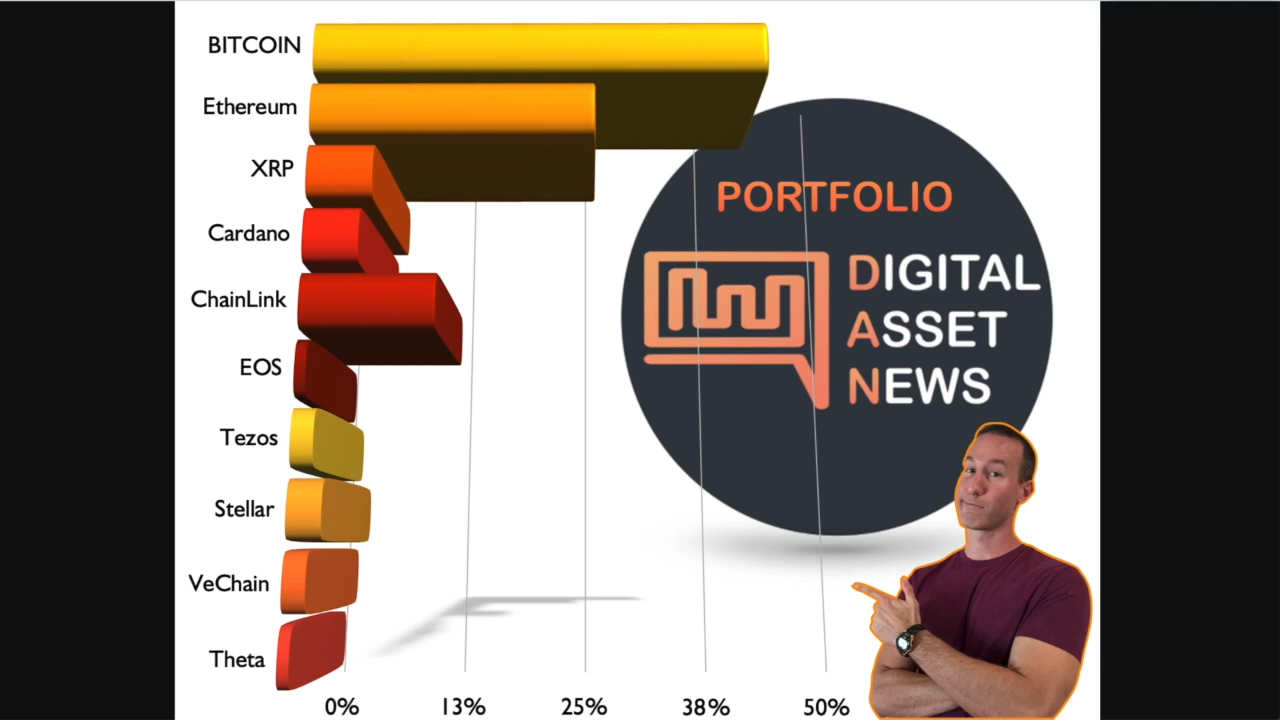 BITCOIN
Ethereum
XRP
Cardano
ChainLink
EOS
Tezos
Stellar
VeChain
Theta
0% 13% 25% 38% 50%
PORTFOLIO
DIGITAL
ASSET
NEWS